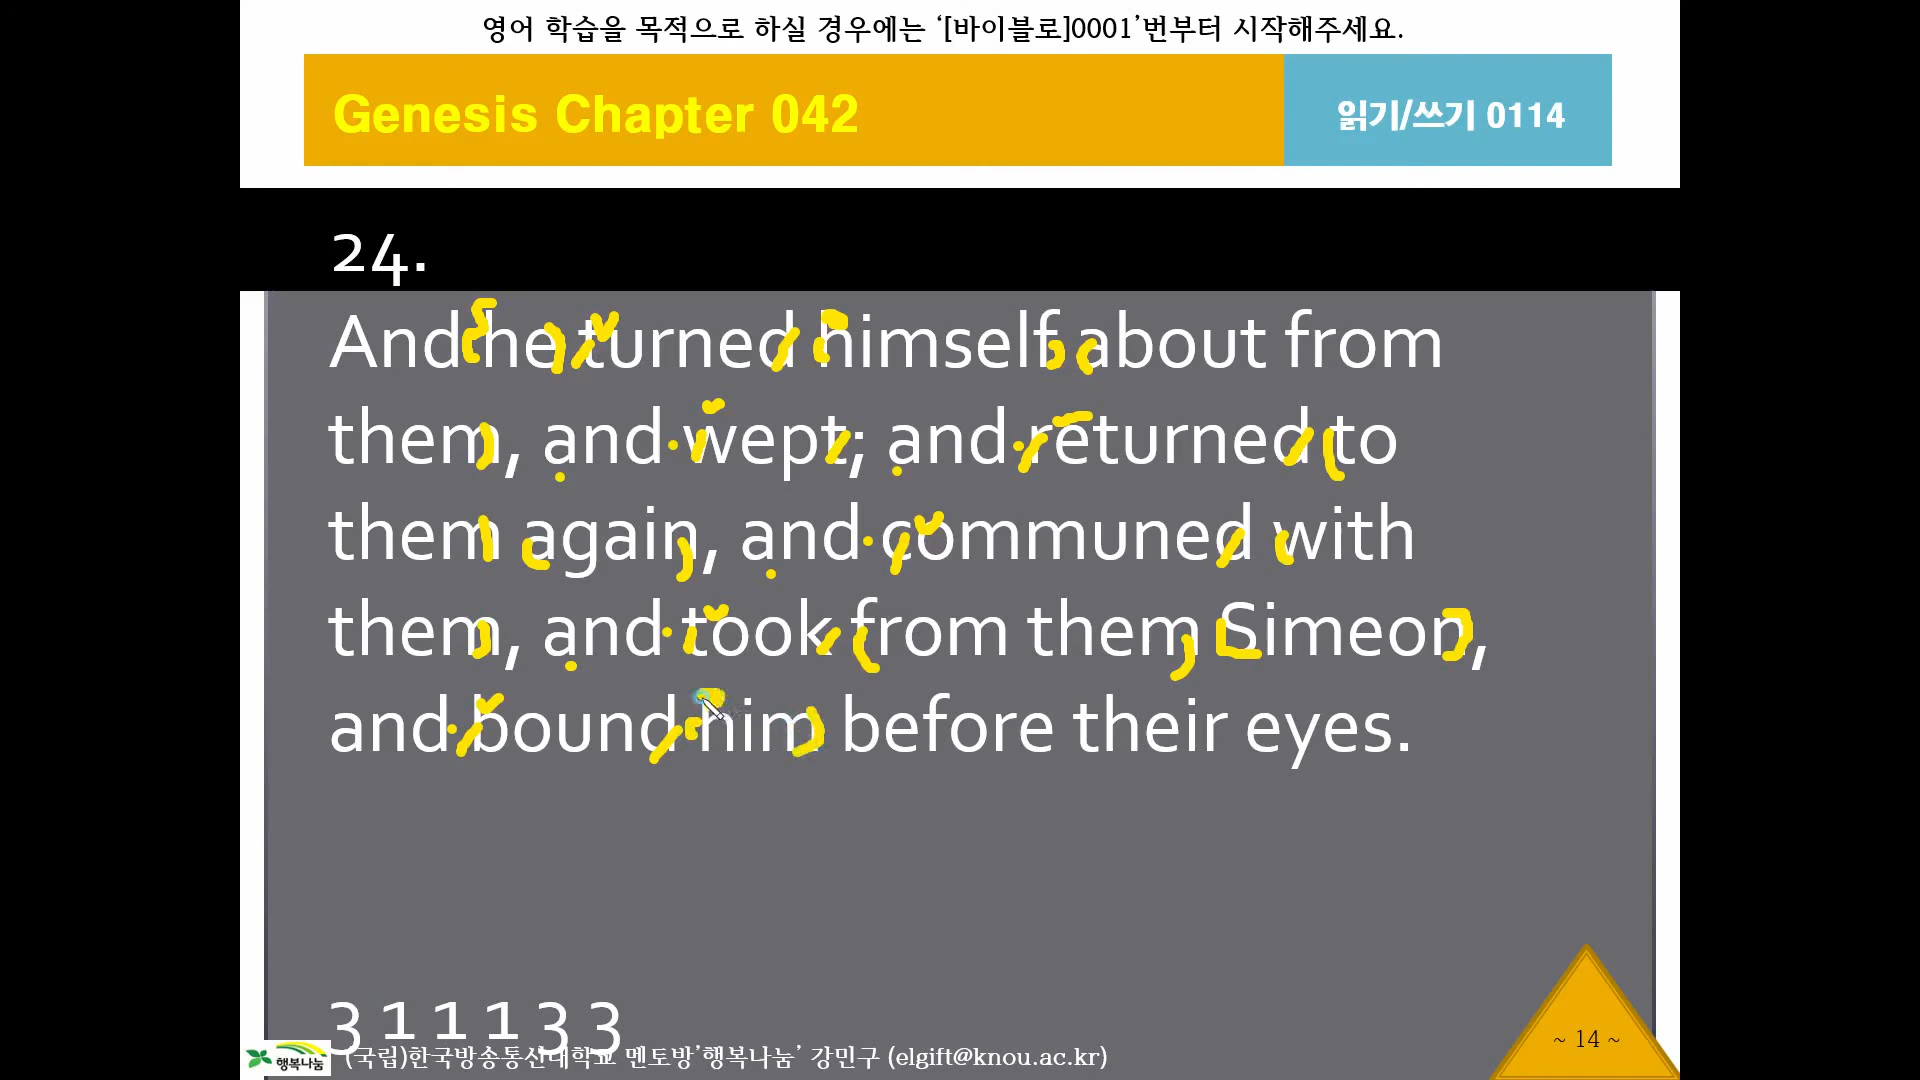 영어 학습을 목적으로 하실 경우에는 ‘[바이블로]0001’번부터 시작해주세요.
Genesis Chapter 042
읽기/쓰기 0114
24.
And he turned himself about from
them, and wept; and returned to
them again, and communed with
them, and took from them Simeon,
and bound him before their eyes.
3 1 1 1 3 3
행복나눔
(국립)한국방송통신대학교 멘토방’행복나눔’ 강민구 (elgift@knou.ac.kr)
~ 14 ~